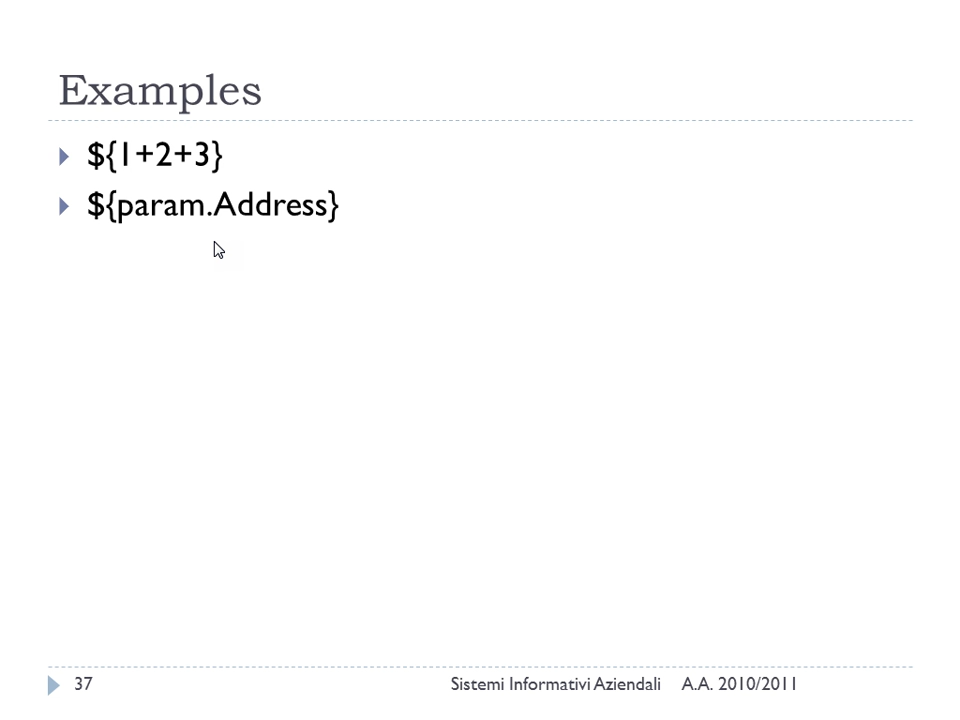 Examples
${1+2+3}
${param.Address}
37 Sistemi Informativi Aziendali A.A. 2010/2011